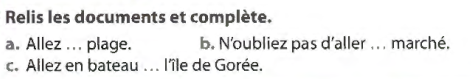 Relis les documents et complète.
a. Allez … plage. b. N'oubliez pas d'aller … marché.
c. Allez en bateau … l'île de Gorée.